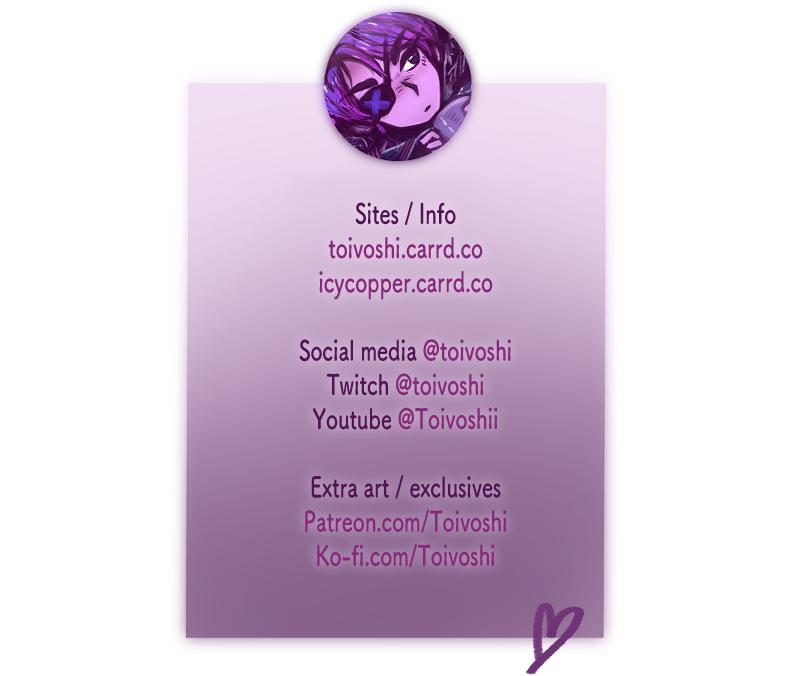 Sites / Info
toivoshi.carrd.co
icycopper.carrd.co
Social media @toivoshi
Twitch @toivoshi
Youtube @Toivoshii
Extra art / exclusives
Patreon.com/Toivoshi
Ko-fi.com/Toivoshi